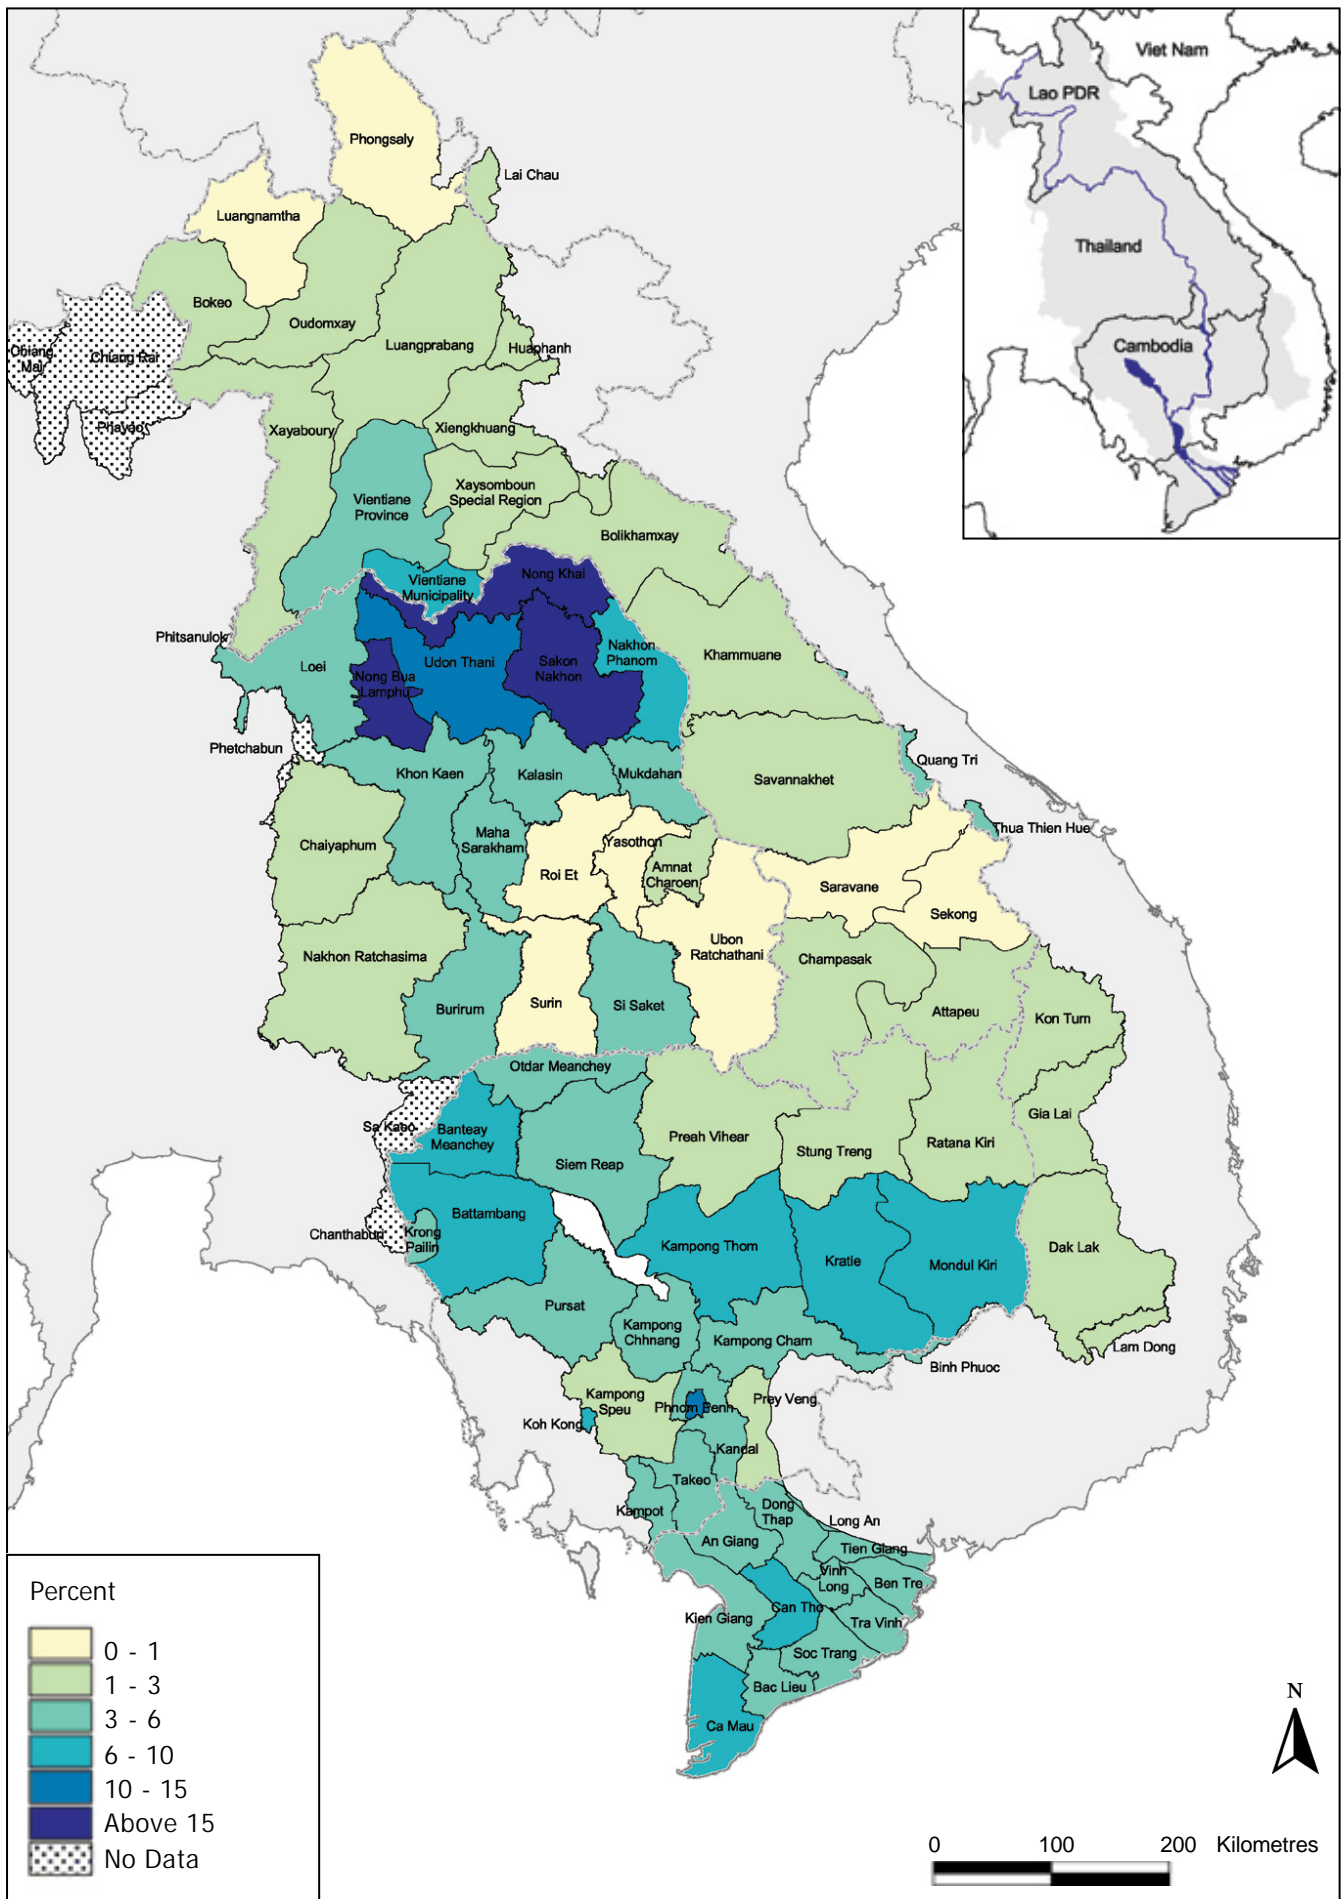 Viet Nam
Lao PDR
Thailand
Cambodia
Phongsaly
Lai Chau
Luangnamtha
Bokeo
Oudomxay
Luangprabang
Huaphanh
Chiang
Mai
Chiang Rai
Phayao
Xayaboury
Xiengkhuang
Vientiane
Province
Xaysomboun
Special Region
Bolikhamxay
Vientiane
Municipality
Nong Khai
Phitsanulok
Loei
Udon Thani
Nong Bua
Lamphu
Sakon
Nakhon
Nakhon
Phanom
Khammuane
Phetchabun
Khon Kaen
Kalasin
Mukdahan
Savannakhet
Quang Tri
Thua Thien Hue
Chaiyaphum
Maha
Sarakham
Roi Et
Yasothon
Amnat
Charoen
Saravane
Sekong
Nakhon Ratchasima
Burirum
Surin
Si Saket
Ubon
Ratchathani
Champasak
Attapeu
Kon Tum
Otdar Meanchey
Sa Kaeo
Banteay
Meanchey
Siem Reap
Preah Vihear
Stung Treng
Ratana Kiri
Gia Lai
Battambang
Chanthaburi
Krong
Pailin
Kampong Thom
Kratie
Mondul Kiri
Dak Lak
Pursat
Kampong
Chhnang
Kampong Cham
Binh Phuoc
Lam Dong
Kampong
Speu
Koh Kong
Phnom Penh
Prey Veng
Kandal
Takeo
Kampot
Dong
Thap
Long An
An Giang
Tien Giang
Vinh
Long
Ben Tre
Can Tho
Kien Giang
Tra Vinh
Soc Trang
Bac Lieu
Ca Mau
Percent
0 - 1
1 - 3
3 - 6
6 - 10
10 - 15
Above 15
No Data
N
0 100 200 Kilometres